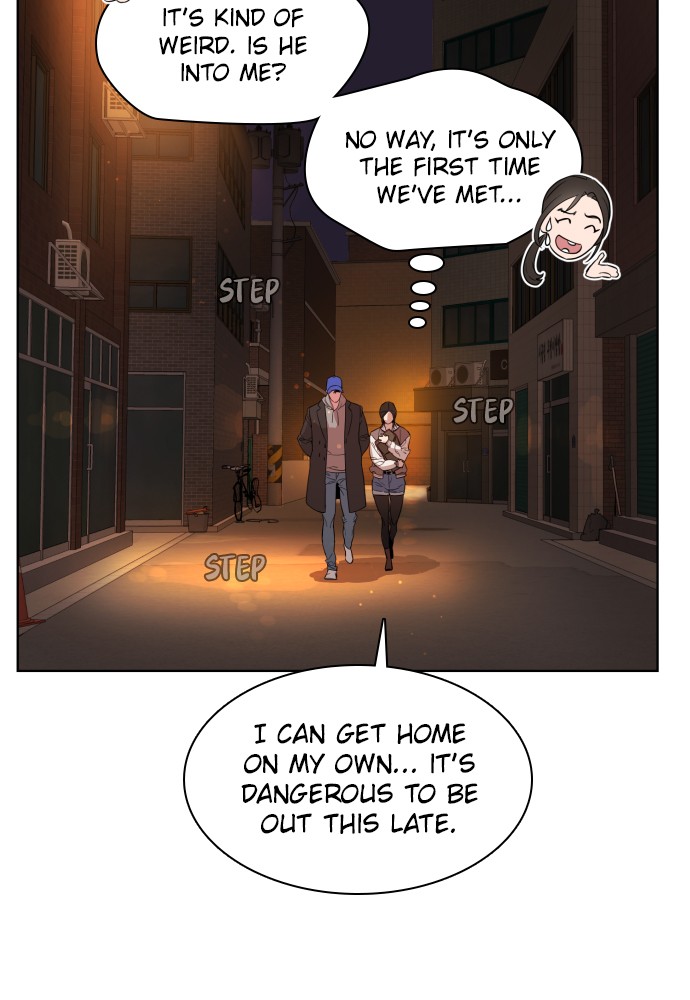 IT'S KIND OF
WEIRD. IS HE
INTO ME?
NO WAY, IT'S ONLY
THE FIRST TIME
WE'VE MET...
STEP
STEP
STEP
I CAN GET HOME
ON MY OWN... IT'S
DANGEROUS TO BE
OUT THIS LATE.